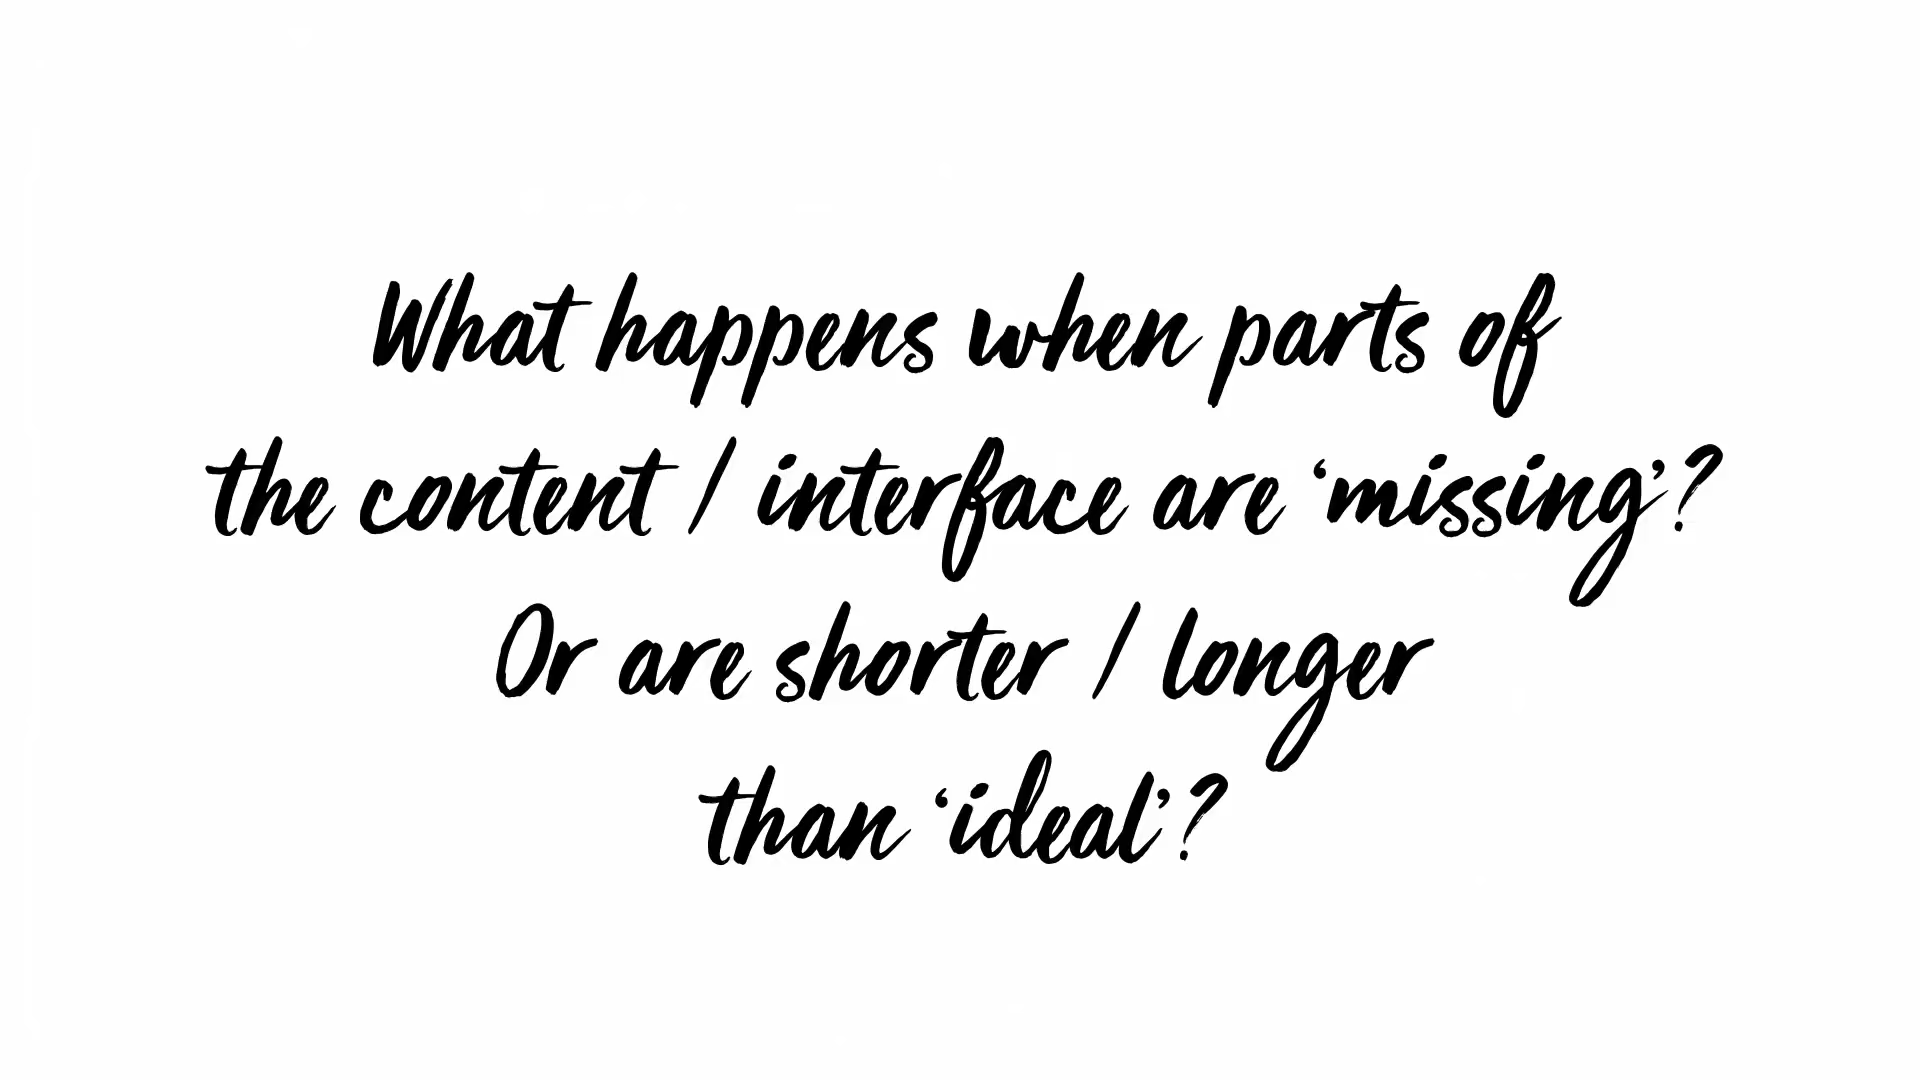 What happens when parts of
the content / interface are ‘missing’?
Or are shorter / longer
than ‘ideal’?